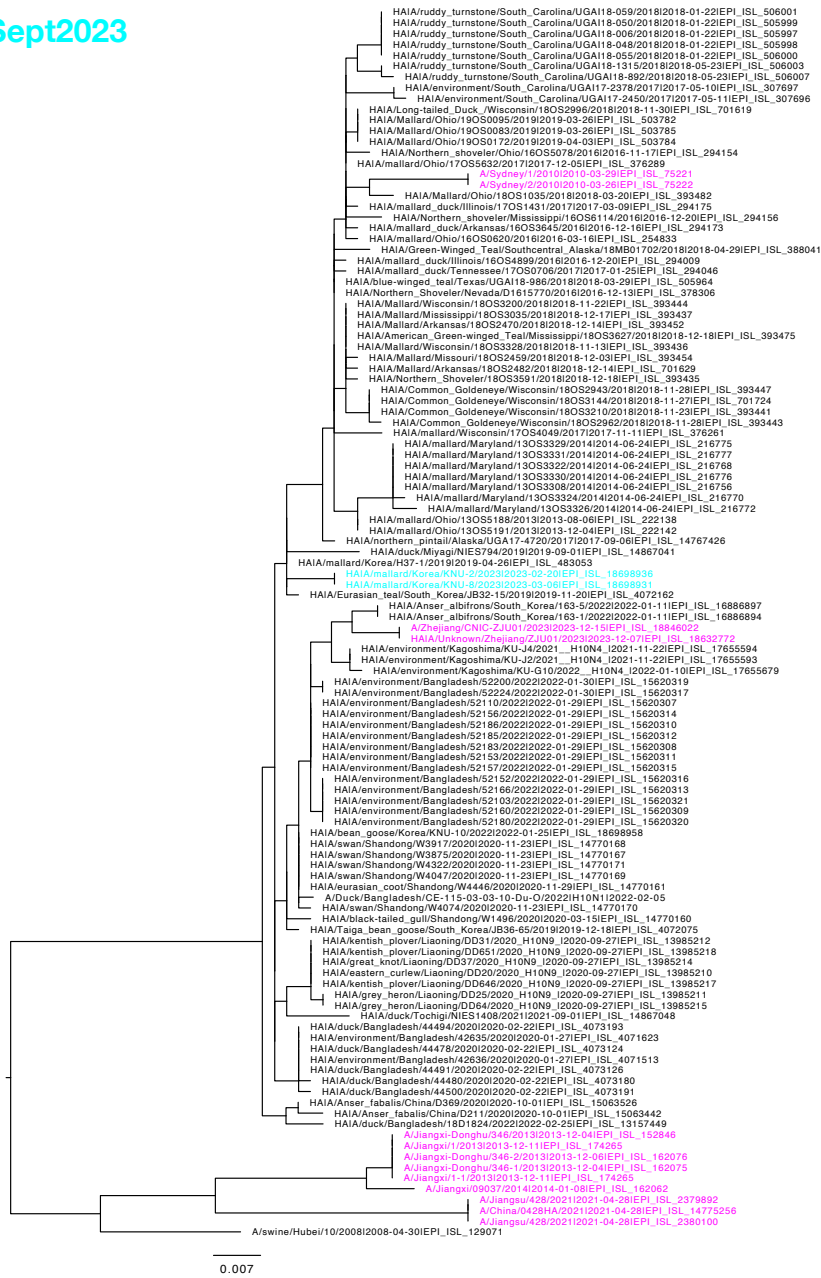 Sept2023
HA|A/ruddy_turnstone/South_Carolina/UGAI18-059/2018|2018-01-22|EPI_ISL_506001
HA|A/ruddy_turnstone/South_Carolina/UGAI18-050/2018|2018-01-22|EPI_ISL_505999
HA|A/ruddy_turnstone/South_Carolina/UGAI18-006/2018|2018-01-22|EPI_ISL_505997
HA|A/ruddy_turnstone/South_Carolina/UGAI18-048/2018|2018-01-22|EPI_ISL_505998
HA|A/ruddy_turnstone/South_Carolina/UGAI18-055/2018|2018-01-22|EPI_ISL_506000
HA|A/ruddy_turnstone/South_Carolina/UGAI18-1315/2018|2018-05-23|EPI_ISL_506003
HA|A/ruddy_turnstone/South_Carolina/UGAI18-892/2018|2018-05-23|EPI_ISL_506007
HA|A/environment/South_Carolina/UGAI17-2378/2017|2017-05-10|EPI_ISL_307697
HA|A/environment/South_Carolina/UGAI17-2450/2017|2017-05-11|EPI_ISL_307696
HA|A/Long-tailed_Duck_/Wisconsin/18OS2996/2018|2018-11-30|EPI_ISL_701619
HA|A/Mallard/Ohio/19OS0095/2019|2019-03-26|EPI_ISL_503782
HA|A/Mallard/Ohio/19OS0083/2019|2019-03-26|EPI_ISL_503785
HA|A/Mallard/Ohio/19OS0172/2019|2019-04-03|EPI_ISL_503784
HA|A/Northern_shoveler/Ohio/16OS5078/2016|2016-11-17|EPI_ISL_294154
HA|A/mallard/Ohio/17OS5632/2017|2017-12-05|EPI_ISL_376289
A/Sydney/1/2010|2010-03-29|EPI_ISL_75221
A/Sydney/2/2010|2010-03-26|EPI_ISL_75222
HA|A/Mallard/Ohio/18OS1035/2018|2018-03-20|EPI_ISL_393482
HA|A/mallard_duck/Illinois/17OS1431/2017|2017-03-09|EPI_ISL_294175
HA|A/Northern_shoveler/Mississippi/16OS6114/2016|2016-12-20|EPI_ISL_294156
HA|A/mallard_duck/Arkansas/16OS3645/2016|2016-12-16|EPI_ISL_294173
HA|A/mallard/Ohio/16OS0620/2016|2016-03-16|EPI_ISL_254833
HA|A/Green-Winged_Teal/Southcentral_Alaska/18MB01702/2018|2018-04-29|EPI_ISL_388041
HA|A/mallard_duck/Illinois/16OS4899/2016|2016-12-20|EPI_ISL_294009
HA|A/mallard_duck/Tennessee/17OS0706/2017|2017-01-25|EPI_ISL_294046
HA|A/blue-winged_teal/Texas/UGAI18-986/2018|2018-03-29|EPI_ISL_505964
HA|A/Northern_Shoveler/Nevada/D1615770/2016|2016-12-13|EPI_ISL_378306
HA|A/Mallard/Wisconsin/18OS3200/2018|2018-11-22|EPI_ISL_393444
HA|A/Mallard/Mississippi/18OS3035/2018|2018-12-17|EPI_ISL_393437
HA|A/Mallard/Arkansas/18OS2470/2018|2018-12-14|EPI_ISL_393452
HA|A/American_Green-winged_Teal/Mississippi/18OS3627/2018|2018-12-18|EPI_ISL_393475
HA|A/Mallard/Wisconsin/18OS3328/2018|2018-11-13|EPI_ISL_393436
HA|A/Mallard/Missouri/18OS2459/2018|2018-12-03|EPI_ISL_393454
HA|A/Mallard/Arkansas/18OS2482/2018|2018-12-14|EPI_ISL_701629
HA|A/Northern_Shoveler/18OS3591/2018|2018-12-18|EPI_ISL_393435
HA|A/Common_Goldeneye/Wisconsin/18OS2943/2018|2018-11-28|EPI_ISL_393447
HA|A/Common_Goldeneye/Wisconsin/18OS3144/2018|2018-11-27|EPI_ISL_701724
HA|A/Common_Goldeneye/Wisconsin/18OS3210/2018|2018-11-23|EPI_ISL_393441
HA|A/Common_Goldeneye/Wisconsin/18OS2962/2018|2018-11-28|EPI_ISL_393443
HA|A/mallard/Wisconsin/17OS4049/2017|2017-11-11|EPI_ISL_376261
HA|A/mallard/Maryland/13OS3329/2014|2014-06-24|EPI_ISL_216775
HA|A/mallard/Maryland/13OS3331/2014|2014-06-24|EPI_ISL_216777
HA|A/mallard/Maryland/13OS3322/2014|2014-06-24|EPI_ISL_216768
HA|A/mallard/Maryland/13OS3330/2014|2014-06-24|EPI_ISL_216776
HA|A/mallard/Maryland/13OS3308/2014|2014-06-24|EPI_ISL_216756
HA|A/mallard/Maryland/13OS3324/2014|2014-06-24|EPI_ISL_216770
HA|A/mallard/Maryland/13OS3326/2014|2014-06-24|EPI_ISL_216772
HA|A/mallard/Ohio/13OS5188/2013|2013-08-06|EPI_ISL_222138
HA|A/mallard/Ohio/13OS5191/2013|2013-12-04|EPI_ISL_222142
HA|A/northern_pintail/Alaska/UGA17-4720/2017|2017-09-06|EPI_ISL_14767426
HA|A/duck/Miyagi/NIES794/2019|2019-09-01|EPI_ISL_14867041
HA|A/mallard/Korea/H37-1/2019|2019-04-26|EPI_ISL_483053
HA|A/mallard/Korea/KNU-2/2023|2023-02-20|EPI_ISL_18698936
HA|A/mallard/Korea/KNU-8/2023|2023-03-06|EPI_ISL_18698931
HA|A/Eurasian_teal/South_Korea/JB32-15/2019|2019-11-20|EPI_ISL_4072162
HA|A/Anser_albifrons/South_Korea/163-5/2022|2022-01-11|EPI_ISL_16886897
HA|A/Anser_albifrons/South_Korea/163-1/2022|2022-01-11|EPI_ISL_16886894
A/Zhejiang/CNIC-ZJU01/2023|2023-12-15|EPI_ISL_18846022
HA|A/Unknown/Zhejiang/ZJU01/2023|2023-12-07|EPI_ISL_18632772
HA|A/environment/Kagoshima/KU-J4/2021__H10N4_|2021-11-22|EPI_ISL_17655594
HA|A/environment/Kagoshima/KU-J2/2021__H10N4_|2021-11-22|EPI_ISL_17655593
HA|A/environment/Kagoshima/KU-G10/2022__H10N4_|2022-01-10|EPI_ISL_17655679
HA|A/environment/Bangladesh/52200/2022|2022-01-30|EPI_ISL_15620319
HA|A/environment/Bangladesh/52224/2022|2022-01-30|EPI_ISL_15620317
HA|A/environment/Bangladesh/52110/2022|2022-01-29|EPI_ISL_15620307
HA|A/environment/Bangladesh/52156/2022|2022-01-29|EPI_ISL_15620314
HA|A/environment/Bangladesh/52186/2022|2022-01-29|EPI_ISL_15620310
HA|A/environment/Bangladesh/52185/2022|2022-01-29|EPI_ISL_15620312
HA|A/environment/Bangladesh/52183/2022|2022-01-29|EPI_ISL_15620308
HA|A/environment/Bangladesh/52153/2022|2022-01-29|EPI_ISL_15620311
HA|A/environment/Bangladesh/52157/2022|2022-01-29|EPI_ISL_15620315
HA|A/environment/Bangladesh/52152/2022|2022-01-29|EPI_ISL_15620316
HA|A/environment/Bangladesh/52166/2022|2022-01-29|EPI_ISL_15620313
HA|A/environment/Bangladesh/52103/2022|2022-01-29|EPI_ISL_15620321
HA|A/environment/Bangladesh/52160/2022|2022-01-29|EPI_ISL_15620309
HA|A/environment/Bangladesh/52180/2022|2022-01-29|EPI_ISL_15620320
HA|A/bean_goose/Korea/KNU-10/2022|2022-01-25|EPI_ISL_18698958
HA|A/swan/Shandong/W3917/2020|2020-11-23|EPI_ISL_14770168
HA|A/swan/Shandong/W3875/2020|2020-11-23|EPI_ISL_14770167
HA|A/swan/Shandong/W4322/2020|2020-11-23|EPI_ISL_14770171
HA|A/swan/Shandong/W4047/2020|2020-11-23|EPI_ISL_14770169
HA|A/eurasian_coot/Shandong/W4446/2020|2020-11-29|EPI_ISL_14770161
A/Duck/Bangladesh/CE-115-03-03-10-Du-O/2022|H10N1|2022-02-05
HA|A/swan/Shandong/W4074/2020|2020-11-23|EPI_ISL_14770170
HA|A/black-tailed_gull/Shandong/W1496/2020|2020-03-15|EPI_ISL_14770160
HA|A/Taiga_bean_goose/South_Korea/JB36-65/2019|2019-12-18|EPI_ISL_4072075
HA|A/kentish_plover/Liaoning/DD31/2020_H10N9_|2020-09-27|EPI_ISL_13985212
HA|A/kentish_plover/Liaoning/DD651/2020_H10N9_|2020-09-27|EPI_ISL_13985218
HA|A/great_knot/Liaoning/DD37/2020_H10N9_|2020-09-27|EPI_ISL_13985214
HA|A/eastern_curlew/Liaoning/DD20/2020_H10N9_|2020-09-27|EPI_ISL_13985210
HA|A/kentish_plover/Liaoning/DD646/2020_H10N9_|2020-09-27|EPI_ISL_13985217
HA|A/grey_heron/Liaoning/DD25/2020_H10N9_|2020-09-27|EPI_ISL_13985211
HA|A/grey_heron/Liaoning/DD64/2020_H10N9_|2020-09-27|EPI_ISL_13985215
HA|A/duck/Tochigi/NIES1408/2021|2021-09-01|EPI_ISL_14867048
HA|A/duck/Bangladesh/44494/2020|2020-02-22|EPI_ISL_4073193
HA|A/environment/Bangladesh/42635/2020|2020-01-27|EPI_ISL_4071623
HA|A/duck/Bangladesh/44478/2020|2020-02-22|EPI_ISL_4073124
HA|A/environment/Bangladesh/42636/2020|2020-01-27|EPI_ISL_4071513
HA|A/duck/Bangladesh/44491/2020|2020-02-22|EPI_ISL_4073126
HA|A/duck/Bangladesh/44480/2020|2020-02-22|EPI_ISL_4073180
HA|A/duck/Bangladesh/44500/2020|2020-02-22|EPI_ISL_4073191
HA|A/Anser_fabalis/China/D369/2020|2020-10-01|EPI_ISL_15063526
HA|A/Anser_fabalis/China/D211/2020|2020-10-01|EPI_ISL_15063442
HA|A/duck/Bangladesh/18D1824/2022|2022-02-25|EPI_ISL_13157449
A/Jiangxi-Donghu/346/2013|2013-12-04|EPI_ISL_152846
A/Jiangxi/1/2013|2013-12-11|EPI_ISL_174265
A/Jiangxi-Donghu/346-2/2013|2013-12-06|EPI_ISL_162076
A/Jiangxi-Donghu/346-1/2013|2013-12-04|EPI_ISL_162075
A/Jiangxi/1-1/2013|2013-12-11|EPI_ISL_174265
A/Jiangxi/09037/2014|2014-01-08|EPI_ISL_162062
A/Jiangsu/428/2021|2021-04-28|EPI_ISL_2379892
A/China/0428HA/2021|2021-04-28|EPI_ISL_14775256
A/Jiangsu/428/2021|2021-04-28|EPI_ISL_2380100
A/swine/Hubei/10/2008|2008-04-30|EPI_ISL_129071
0.007